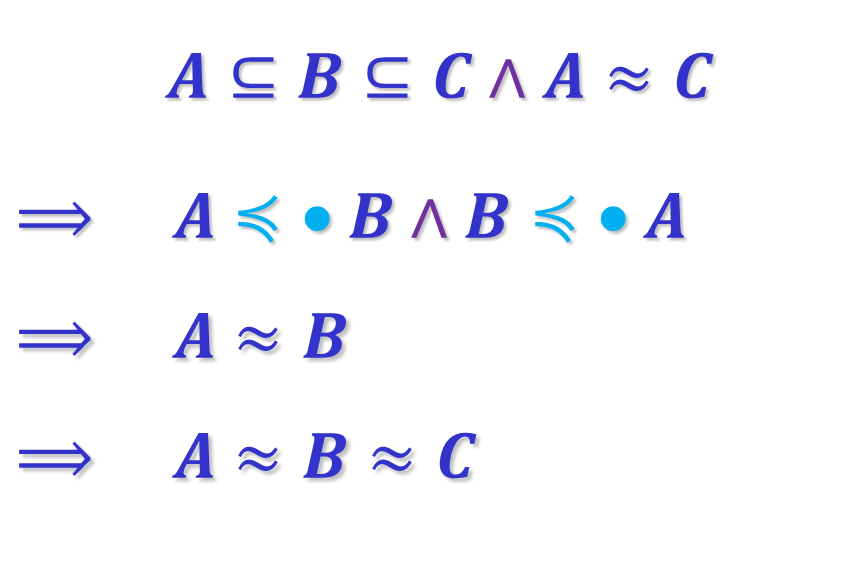 A ⊆ B ⊆ C ∧ A ≈ C
⟹ A ≼ • B ∧ B ≼ • A
⟹ A ≈ B
⟹ A ≈ B ≈ C